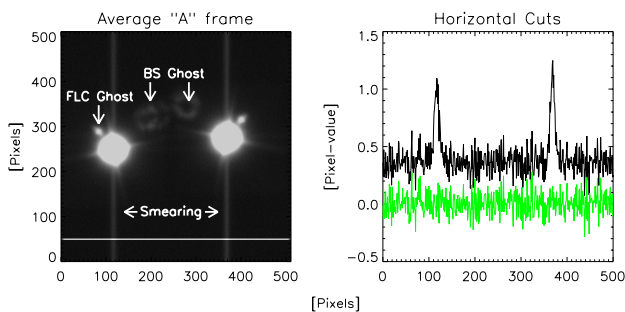 Average "A" frame
Horizontal Cuts
500
400
300
200
100
0
[Pixels]
BS Ghost
FLC Ghost
Smearing
0 100 200 300 400 500
1.5
1.0
0.5
0.0
−0.5
[Pixel-value]
0 100 200 300 400 500
[Pixels]